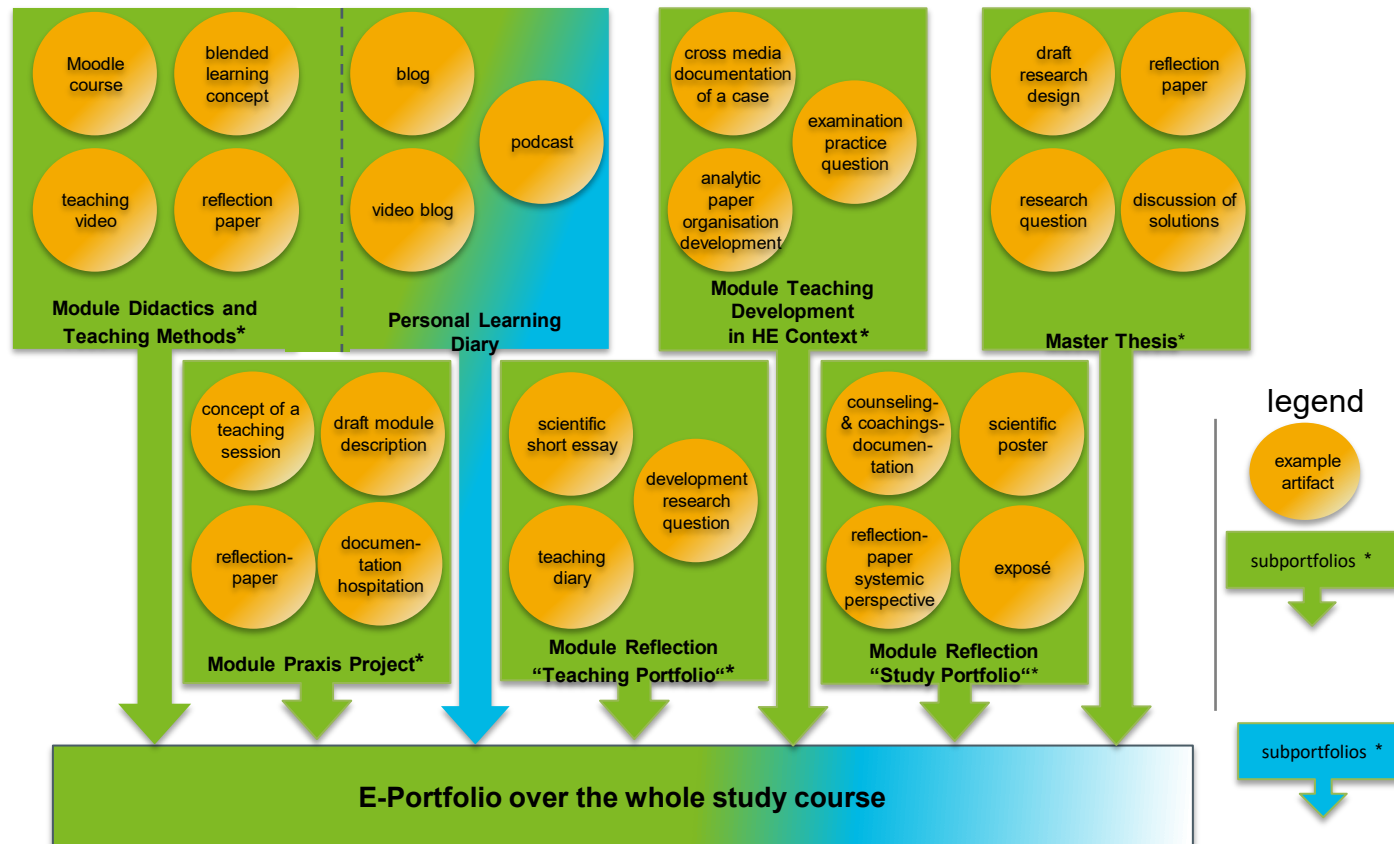 Moodle
course
blended
learning
concept
teaching
video
reflection
paper
Module Didactics and
Teaching Methods*
blog
podcast
video blog
Personal Learning
Diary
cross media
documentation
of a case
examination
practice
question
analytic
paper
organisation
development
Module Teaching
Development
in HE Context*
draft
research
design
reflection
paper
research
question
discussion of
solutions
Master Thesis*
concept of a
teaching
session
draft module
description
reflection-
paper
documen-
tation
hospitation
Module Praxis Project*
scientific
short essay
development
research
question
teaching
diary
Module Reflection
“Teaching Portfolio“*
counseling-
& coachings-
documen-
tation
scientific
poster
reflection-
paper
systemic
perspective
exposé
Module Reflection
“Study Portfolio“*
legend
example
artifact
subportfolios *
subportfolios *
E-Portfolio over the whole study course